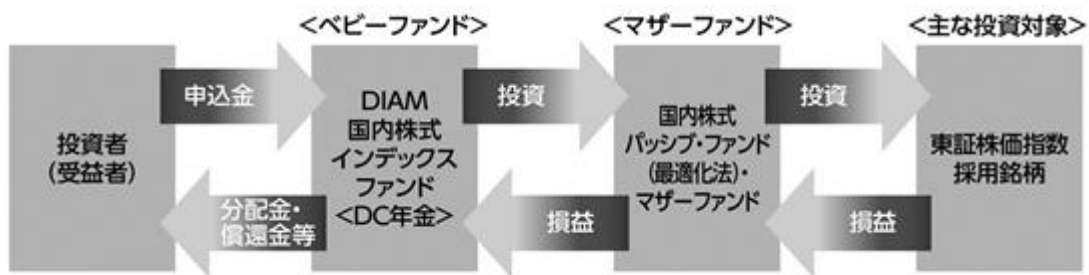 <ベビーファンド>
<マザーファンド>
<主な投資対象>
投資者
(受益者)
申込金
分配金・
償還金等
DIAM
国内株式
インデックス
ファンド
<DC年金>
投資
損益
国内株式
パッシブ・ファンド
(最適化法)・
マザーファンド
投資
損益
東証株価指数
採用銘柄